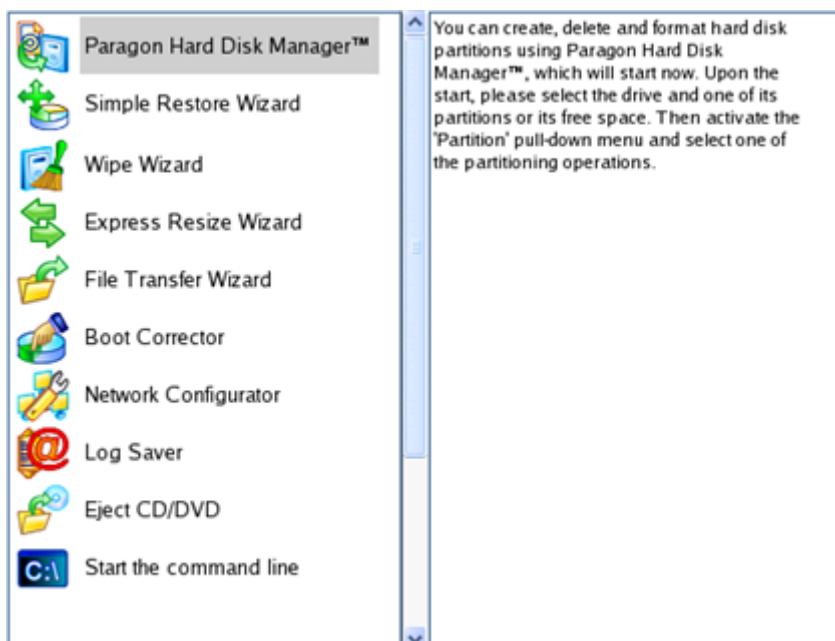 Paragon Hard Disk Manager™
Simple Restore Wizard
Wipe Wizard
Express Resize Wizard
File Transfer Wizard
Boot Corrector
Network Configurator
Log Saver
Eject CD/DVD
C:\
Start the command line
You can create, delete and format hard disk
partitions using Paragon Hard Disk
Manager™, which will start now. Upon the
start, please select the drive and one of its
partitions or its free space. Then activate the
'Partition' pull-down menu and select one of
the partitioning operations.